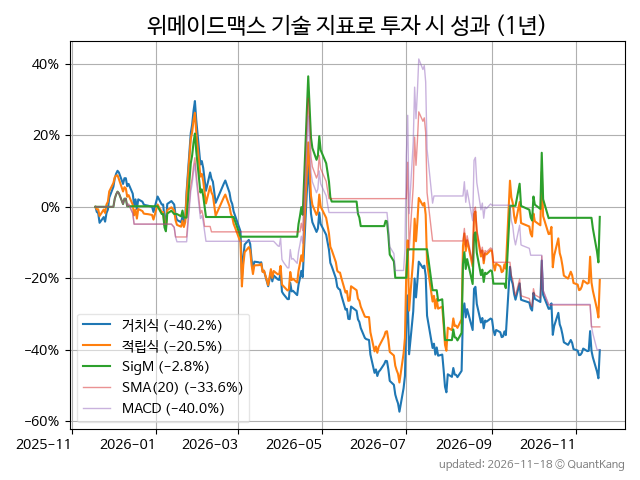 위메이드맥스 기술 지표로 투자 시 성과 (1년)
40%
20%
0%
−20%
−40%
−60%
거치식 (−40.2%)
적립식 (−20.5%)
SigM (−2.8%)
SMA(20) (−33.6%)
MACD (−40.0%)
2025-11 2026-01 2026-03 2026-05 2026-07 2026-09 2026-11
updated: 2026-11-18 © QuantKang